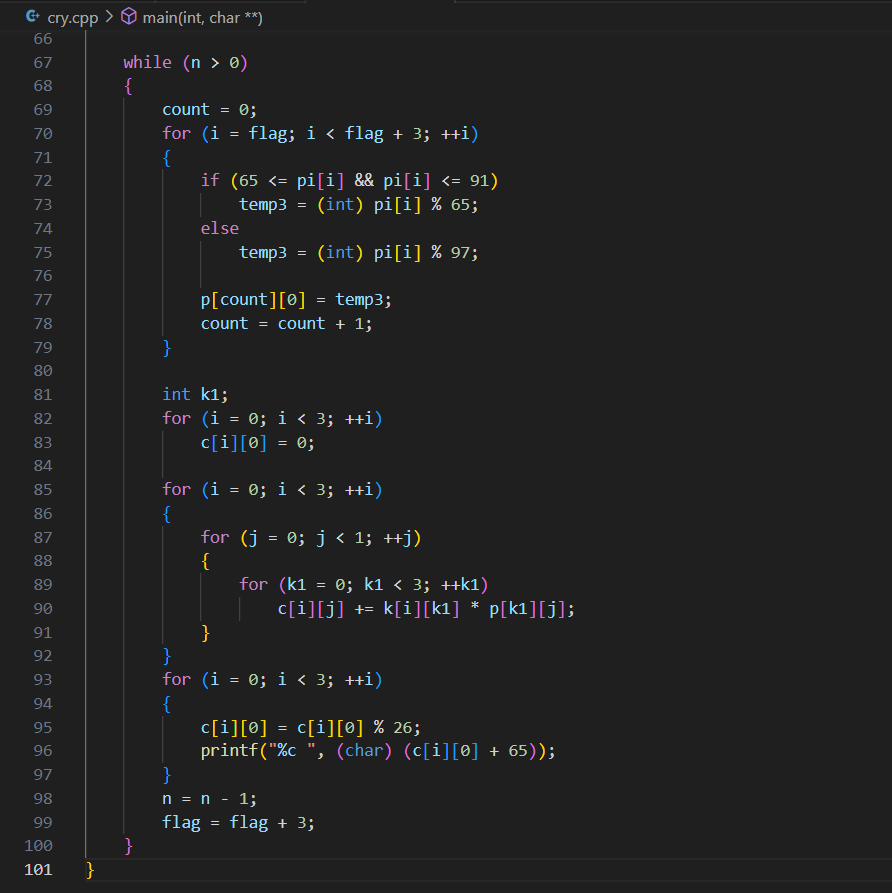 cry.cpp > main(int, char **)
66
67 while (n > 0)
68 {
69 count = 0;
70 for (i = flag; i < flag + 3; ++i)
71 {
72 if (65 <= pi[i] && pi[i] <= 91)
73 temp3 = (int) pi[i] % 65;
74 else
75 temp3 = (int) pi[i] % 97;
76
77 p[count][0] = temp3;
78 count = count + 1;
79 }
80
81 int k1;
82 for (i = 0; i < 3; ++i)
83 c[i][0] = 0;
84
85 for (i = 0; i < 3; ++i)
86 {
87 for (j = 0; j < 1; ++j)
88 {
89 for (k1 = 0; k1 < 3; ++k1)
90 c[i][j] += k[i][k1] * p[k1][j];
91 }
92 }
93 for (i = 0; i < 3; ++i)
94 {
95 c[i][0] = c[i][0] % 26;
96 printf("%c ", (char) (c[i][0] + 65));
97 }
98 n = n - 1;
99 flag = flag + 3;
100 }
101 }